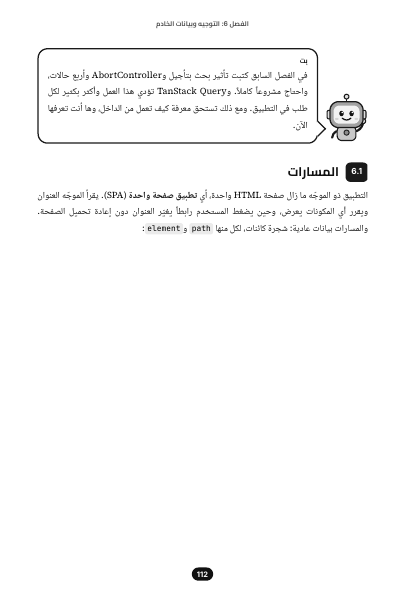 الفصل 6: التوجيه وبيانات الخادم
بِت
في الفصل السابق كتبت تأثير بحث بتأجيل وAbortController وأربع حالات،
واحتاج مشروعاً كاملاً. وTanStack Query تؤدي هذا العمل وأكثر بكثير لكل
طلب في التطبيق. ومع ذلك تستحق معرفة كيف تعمل من الداخل، وها أنت تعرفها
الآن.
6.1 المسارات
التطبيق ذو الموجّه ما زال صفحة HTML واحدة، أي تطبيق صفحة واحدة (SPA). يقرأ الموجّه العنوان
ويقرر أي المكونات يعرض، وحين يضغط المستخدم رابطاً يغيّر العنوان دون إعادة تحميل الصفحة.
والمسارات بيانات عادية: شجرة كائنات، لكل منها path و element:
112